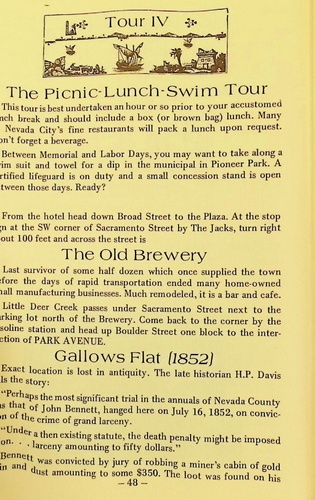 Tour IV
The Picnic-Lunch-Swim Tour
This tour is best undertaken an hour or so prior to your accustomed
nch break and should include a box (or brown bag) lunch. Many
Nevada City's fine restaurants will pack a lunch upon request.
n't forget a beverage.
Between Memorial and Labor Days, you may want to take along a
im suit and towel for a dip in the municipal in Pioneer Park. A
rtified lifeguard is on duty and a small concession stand is open
tween those days. Ready?
From the hotel head down Broad Street to the Plaza. At the stop
gn at the SW corner of Sacramento Street by The Jacks, turn right
out 100 feet and across the street is
The Old Brewery
Last survivor of some half dozen which once supplied the town
efore the days of rapid transportation ended many home-owned
mall manufacturing businesses. Much remodeled, it is a bar and cafe.
Little Deer Creek passes under Sacramento Street next to the
arking lot north of the Brewery. Come back to the corner by the
soline station and head up Boulder Street one block to the inter-
ction of PARK AVENUE.
Gallows Flat (1852)
Exact location is lost in antiquity. The late historian H.P. Davis
lls the story:
"Perhaps the most significant trial in the annals of Nevada County
as that of John Bennett, hanged here on July 16, 1852, on convic-
on of the crime of grand larceny.
"Under a then existing statute, the death penalty might be imposed
on. . . larceny amounting to fifty dollars."
Bennett was convicted by jury of robbing a miner's cabin of gold
in and dust amounting to some $350. The loot was found on his
— 48 —